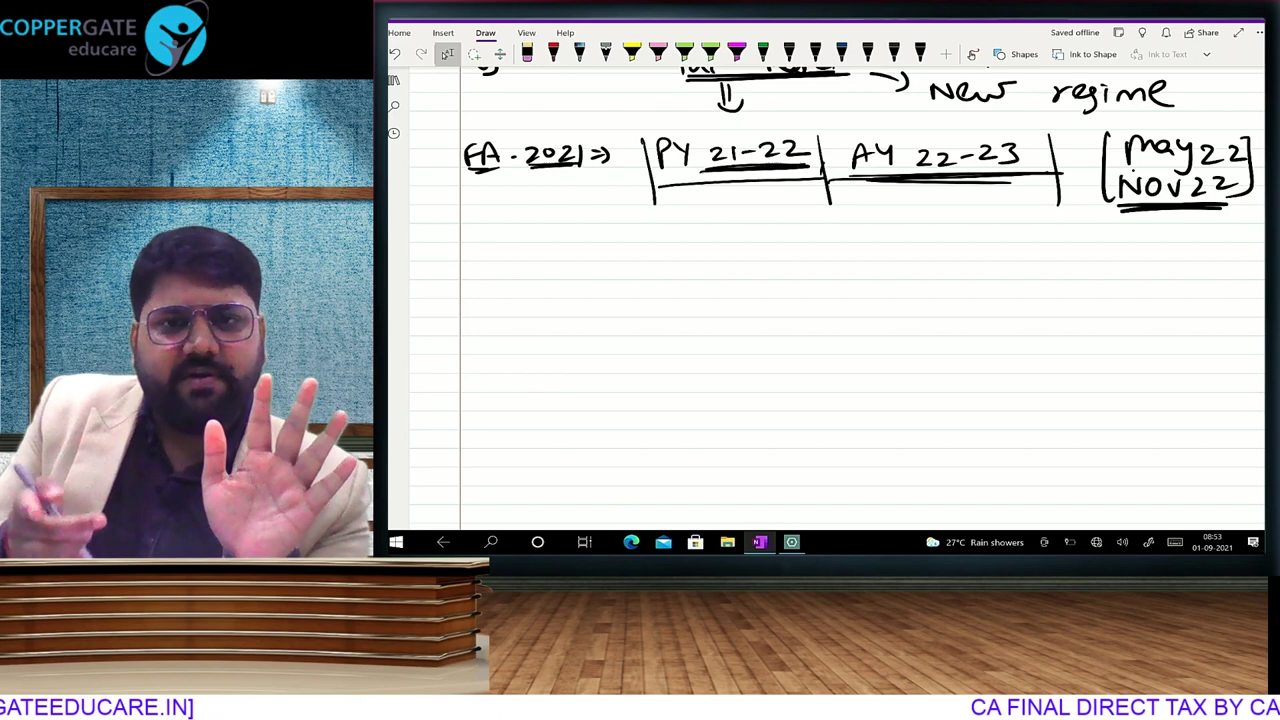 COPPERGATE
educare
Home Insert Draw View Help
Saved offline
Share
Shapes
Ink to Shape
Ink to Text
New regime
FA. 2021 => PY 21-22 AY 22-23 [May 22
NOV 22]
27°C Rain showers
08:53
01-09-2021
GATEEDUCARE.IN]
CA FINAL DIRECT TAX BY CA